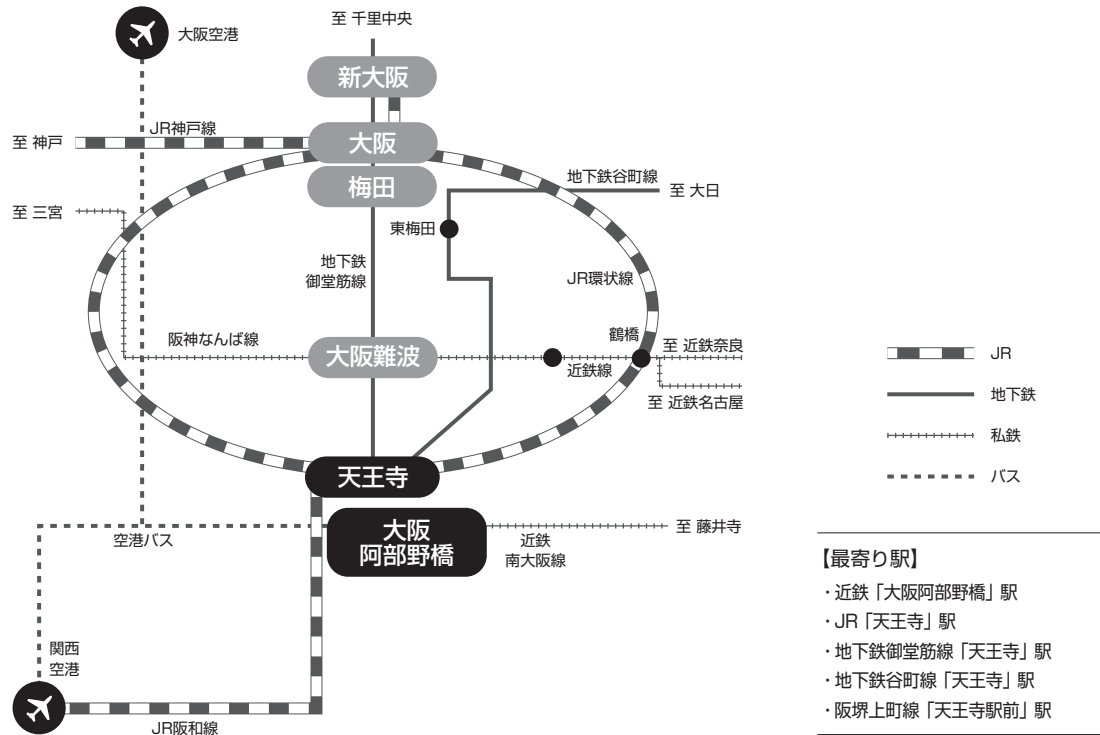 至 千里中央
大阪空港
新大阪
JR神戸線
至 神戸
大阪
梅田
地下鉄谷町線
至 大日
至 三宮
東梅田
地下鉄
御堂筋線
JR環状線
阪神なんば線
大阪難波
鶴橋
至 近鉄奈良
近鉄線
至 近鉄名古屋
天王寺
大阪
阿部野橋
空港バス
近鉄
南大阪線
至 藤井寺
関西
空港
JR阪和線
JR
地下鉄
私鉄
バス
【最寄り駅】
・近鉄「大阪阿部野橋」駅
・JR「天王寺」駅
・地下鉄御堂筋線「天王寺」駅
・地下鉄谷町線「天王寺」駅
・阪堺上町線「天王寺駅前」駅